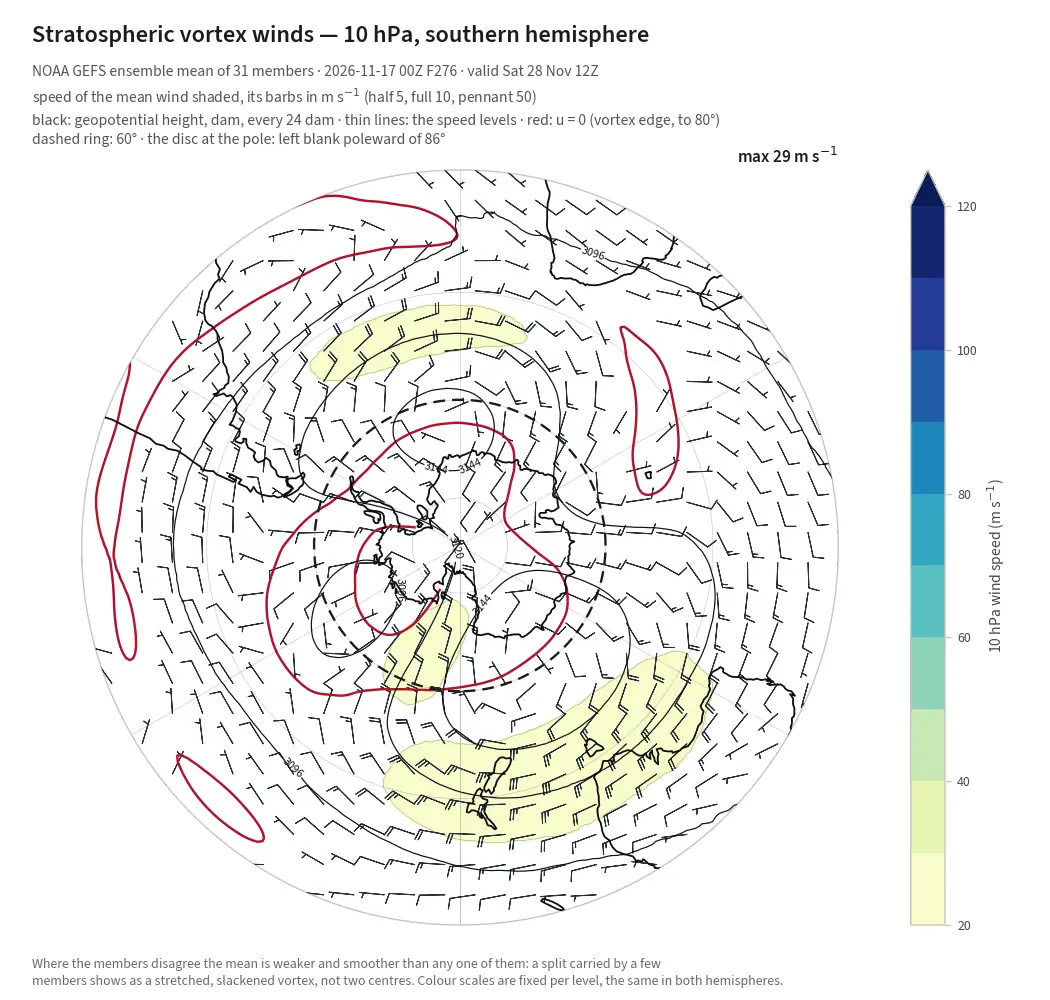 Stratospheric vortex winds — 10 hPa, southern hemisphere
NOAA GEFS ensemble mean of 31 members · 2026-11-17 00Z F276 · valid Sat 28 Nov 12Z
speed of the mean wind shaded, its barbs in m s⁻¹ (half 5, full 10, pennant 50)
black: geopotential height, dam, every 24 dam · thin lines: the speed levels · red: u = 0 (vortex edge, to 80°)
dashed ring: 60° · the disc at the pole: left blank poleward of 86°
max 29 m s⁻¹
120
100
80
60
40
20
10 hPa wind speed (m s⁻¹)
3096
3144
3144
3120
3096
3144
3096
Where the members disagree the mean is weaker and smoother than any one of them: a split carried by a few
members shows as a stretched, slackened vortex, not two centres. Colour scales are fixed per level, the same in both hemispheres.